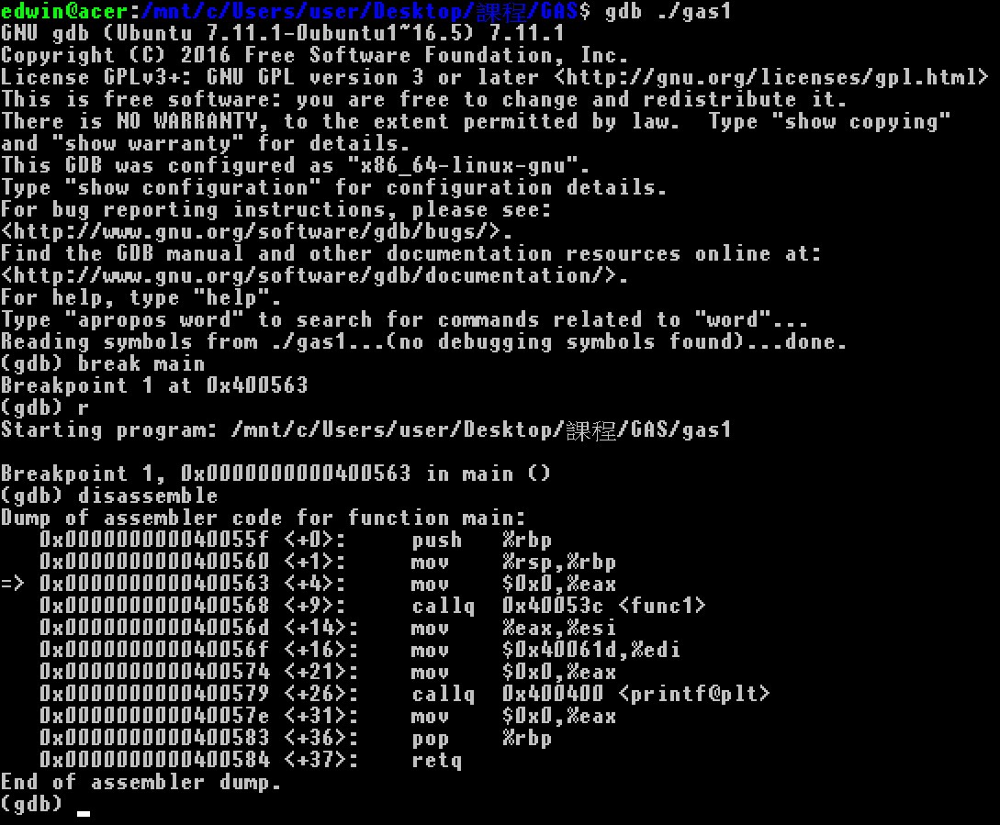 edwin@acer:/mnt/c/Users/user/Desktop/課程/GAS$ gdb ./gas1
GNU gdb (Ubuntu 7.11.1-0ubuntu1~16.5) 7.11.1
Copyright (C) 2016 Free Software Foundation, Inc.
License GPLv3+: GNU GPL version 3 or later <http://gnu.org/licenses/gpl.html>
This is free software: you are free to change and redistribute it.
There is NO WARRANTY, to the extent permitted by law.  Type "show copying"
and "show warranty" for details.
This GDB was configured as "x86_64-linux-gnu".
Type "show configuration" for configuration details.
For bug reporting instructions, please see:
<http://www.gnu.org/software/gdb/bugs/>.
Find the GDB manual and other documentation resources online at:
<http://www.gnu.org/software/gdb/documentation/>.
For help, type "help".
Type "apropos word" to search for commands related to "word"...
Reading symbols from ./gas1...(no debugging symbols found)...done.
(gdb) break main
Breakpoint 1 at 0x400563
(gdb) r
Starting program: /mnt/c/Users/user/Desktop/課程/GAS/gas1
Breakpoint 1, 0x0000000000400563 in main ()
(gdb) disassemble
Dump of assembler code for function main:
   0x000000000040055f <+0>:     push   %rbp
   0x0000000000400560 <+1>:     mov    %rsp,%rbp
=> 0x0000000000400563 <+4>:     mov    $0x0,%eax
   0x0000000000400568 <+9>:     callq  0x40053c <func1>
   0x000000000040056d <+14>:    mov    %eax,%esi
   0x000000000040056f <+16>:    mov    $0x40061d,%edi
   0x0000000000400574 <+21>:    mov    $0x0,%eax
   0x0000000000400579 <+26>:    callq  0x400400 <printf@plt>
   0x000000000040057e <+31>:    mov    $0x0,%eax
   0x0000000000400583 <+36>:    pop    %rbp
   0x0000000000400584 <+37>:    retq
End of assembler dump.
(gdb)